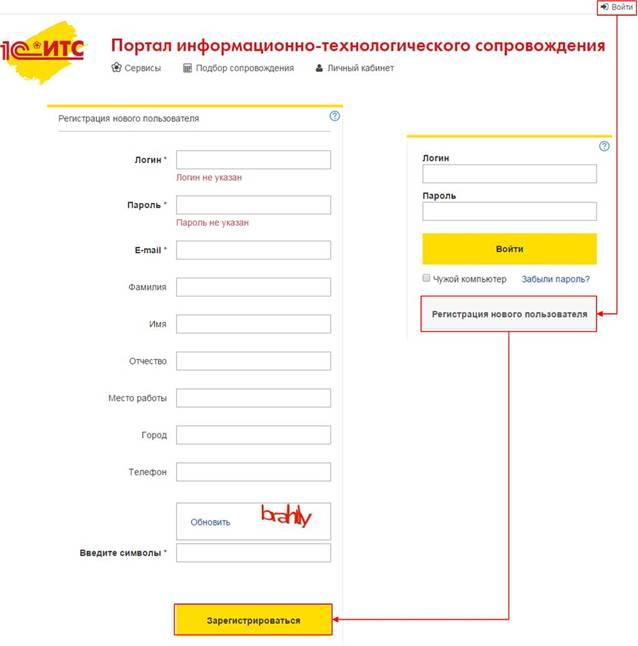 Войти
1С ИТС
Портал информационно-технологического сопровождения
Сервисы Подбор сопровождения Личный кабинет
Регистрация нового пользователя ?
Логин *
Логин не указан
Пароль *
Пароль не указан
E-mail *
Фамилия
Имя
Отчество
Место работы
Город
Телефон
Обновить brahly
Введите символы *
Зарегистрироваться
?
Логин
Пароль
Войти
Чужой компьютер Забыли пароль?
Регистрация нового пользователя